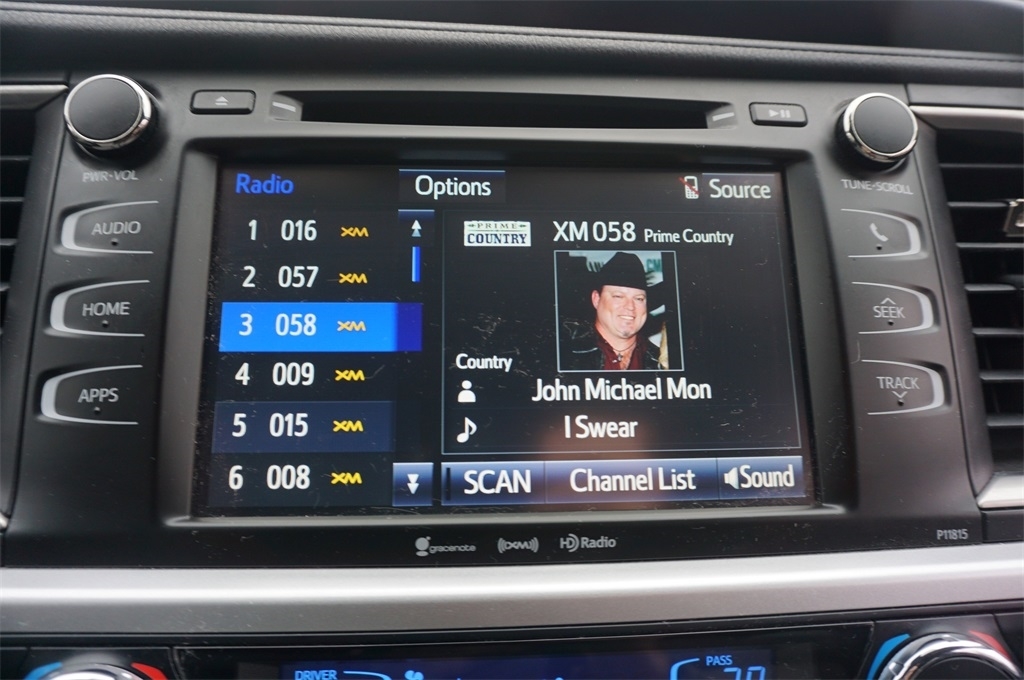 PWR•VOL
AUDIO
HOME
APPS
Radio
Options
Source
1 016 XM
2 057 XM
3 058 XM
4 009 XM
5 015 XM
6 008 XM
PRIME
COUNTRY
XM 058 Prime Country
Country
John Michael Mon
I Swear
SCAN
Channel List
Sound
TUNE•SCROLL
SEEK
TRACK
gracenote
((XM))
HD Radio
P11815
DRIVER
PASS